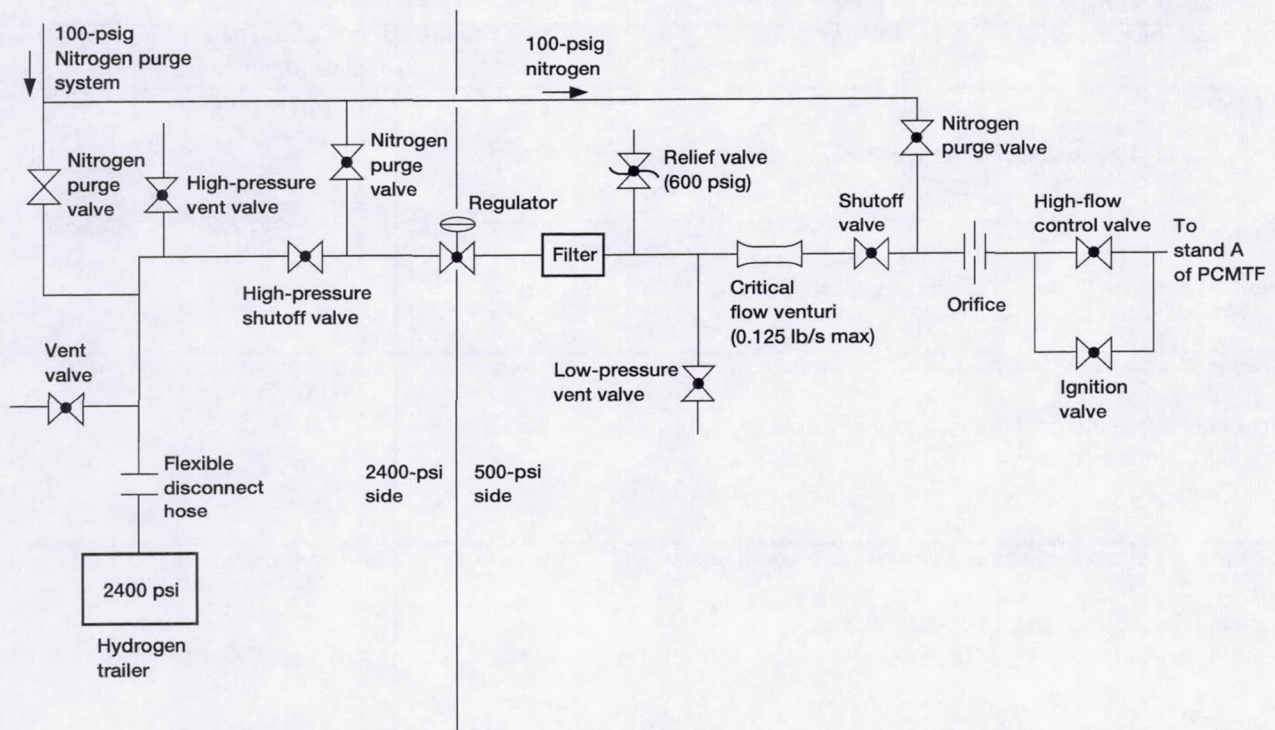 100-psig
Nitrogen purge
system
100-psig
nitrogen
Nitrogen
purge
valve
High-pressure
vent valve
Nitrogen
purge
valve
Relief valve
(600 psig)
Nitrogen
purge valve
Regulator
Filter
Shutoff
valve
High-flow
control valve
To
stand A
of PCMTF
High-pressure
shutoff valve
Critical
flow venturi
(0.125 lb/s max)
Orifice
Vent
valve
Low-pressure
vent valve
Ignition
valve
Flexible
disconnect
hose
2400-psi
side
500-psi
side
2400 psi
Hydrogen
trailer